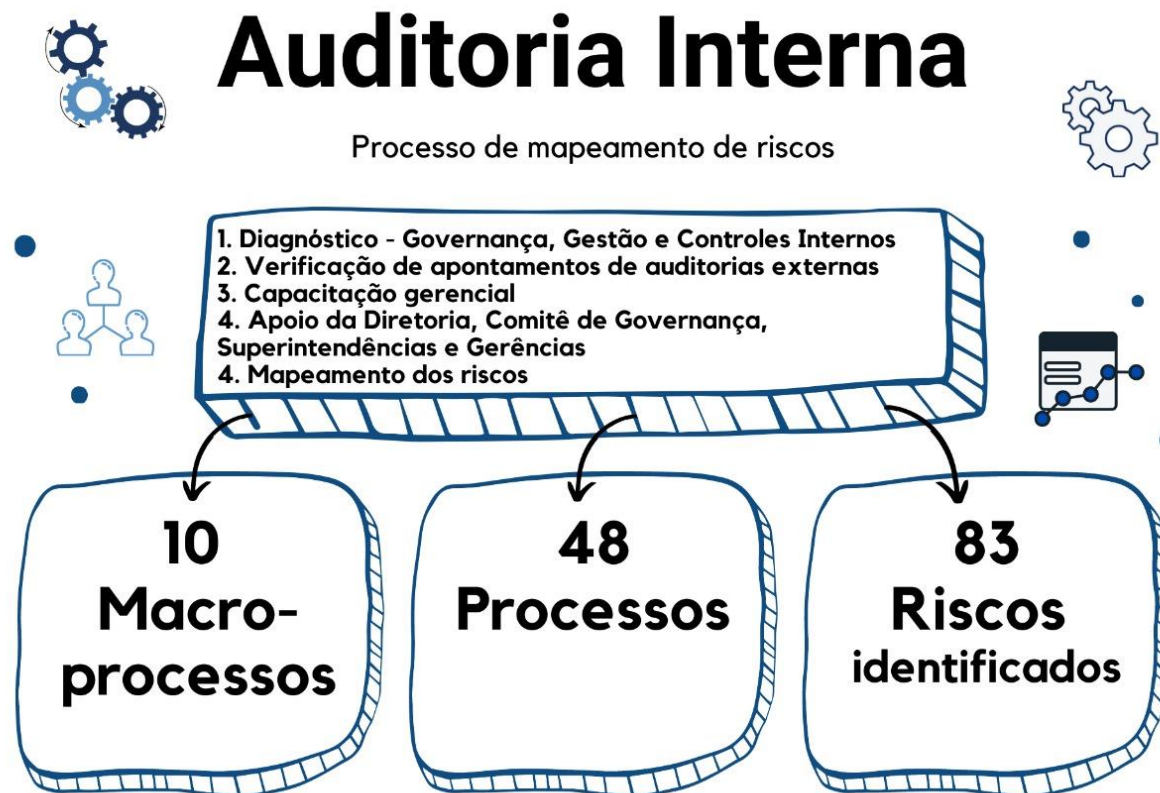 Auditoria Interna
Processo de mapeamento de riscos
1. Diagnóstico - Governança, Gestão e Controles Internos
2. Verificação de apontamentos de auditorias externas
3. Capacitação gerencial
4. Apoio da Diretoria, Comitê de Governança,
Superintendências e Gerências
4. Mapeamento dos riscos
10
Macro-
processos
48
Processos
83
Riscos
identificados